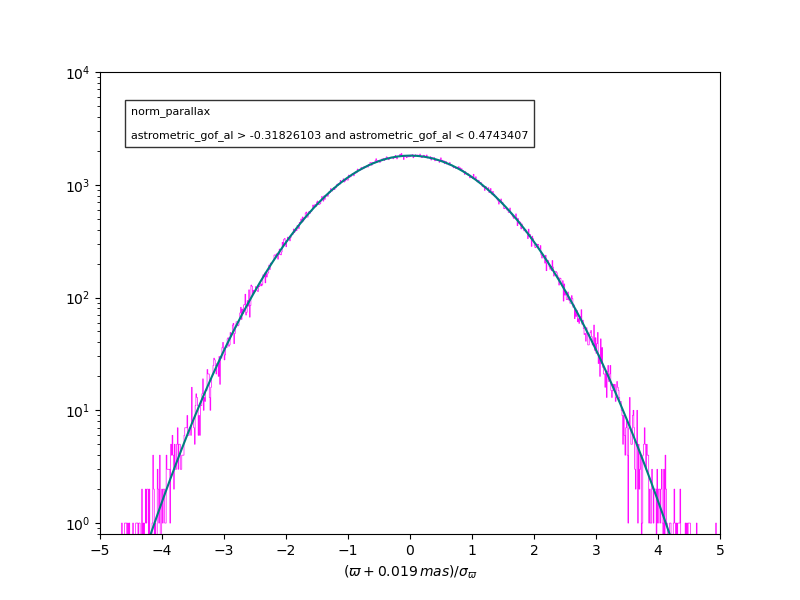 norm_parallax
astrometric_gof_al > -0.31826103 and astrometric_gof_al < 0.4743407
10⁴
10³
10²
10¹
10⁰
−5 −4 −3 −2 −1 0 1 2 3 4 5
(ϖ + 0.019 mas)/σ_ϖ